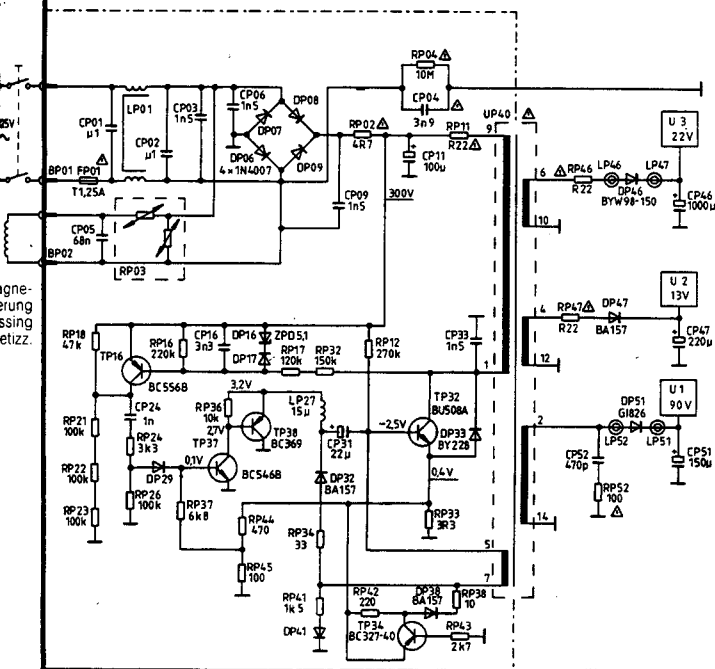 RP04
10M
CP04
3n9
CP06
1n5
DP08
LP01
CP03
1n5
CP01
µ1
DP07
UP40
U 3
22V
25V
CP02
µ1
DP06
4×1N4007
DP09
RP02
4R7
CP11
100µ
RP11
R22
9
BP01
FP01
T1,25A
CP09
1n5
300V
6
RP46
R22
LP46
LP47
DP46
BYW98-150
CP46
1000µ
10
CP05
68n
BP02
RP03
agne-
erung
ssing
etizz.
U 2
13V
4
RP47
R22
DP47
BA157
CP47
220µ
12
RP18
47k
TP16
RP16
220k
CP16
3n3
DP16
ZPD5,1
DP17
RP17
120k
RP32
150k
RP12
270k
CP33
1n5
1
BC556B
CP24
1n
RP21
100k
RP24
3k3
3,2V
RP36
10k
LP27
15µ
2,7V
TP38
BC369
TP37
0,1V
BC546B
CP31
22µ
-2,5V
TP32
BU508A
DP33
BY228
U 1
90V
2
DP51
GI826
LP52
LP51
CP52
470p
CP51
150µ
RP52
100
14
RP22
100k
DP29
RP26
100k
RP23
100k
RP37
6k8
DP32
BA157
0,4V
RP44
470
RP34
33
RP33
3R3
RP45
100
5
7
RP41
1k5
DP41
RP42
220
DP38
BA157
RP38
10
TP34
BC327-40
RP43
2k7